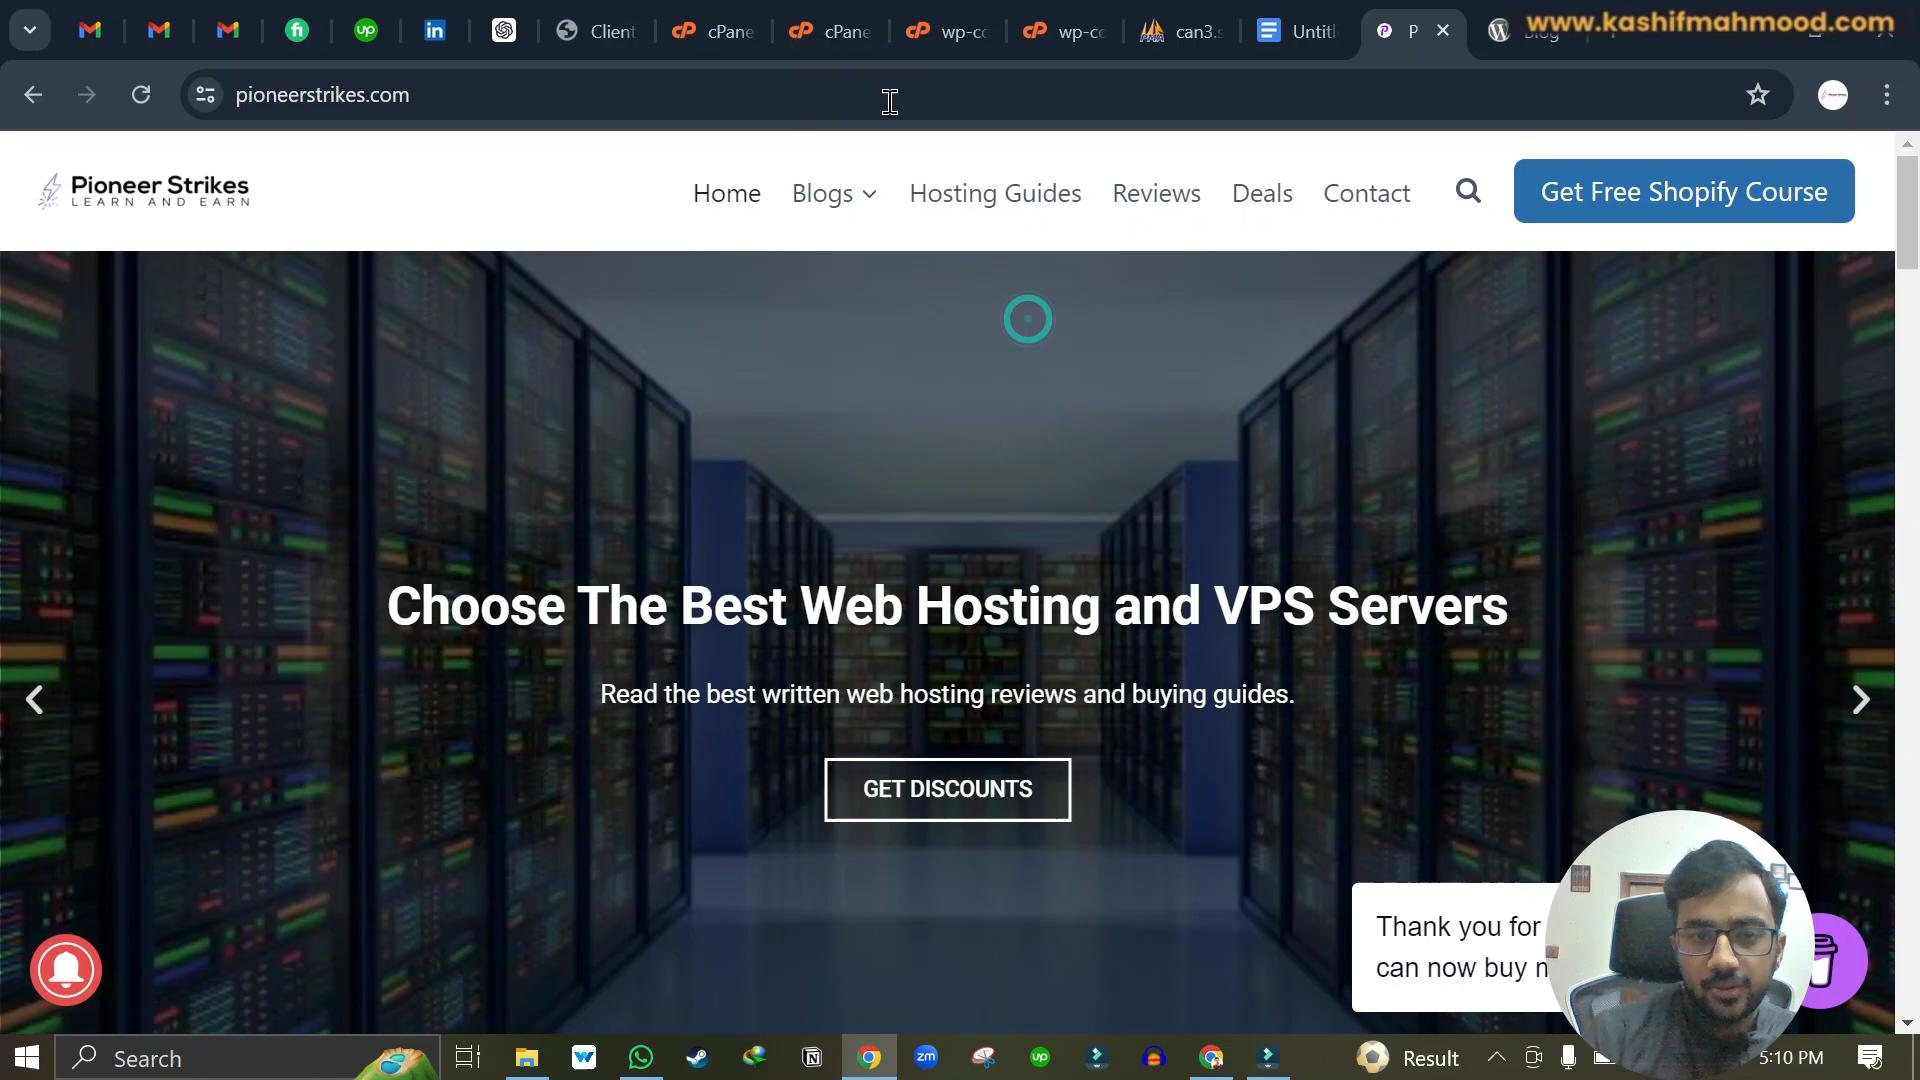 Client
cPane
cPane
wp-cc
wp-cc
can3.s
Untitl
P
www.kashifmahmood.com
pioneerstrikes.com
Pioneer Strikes
LEARN AND EARN
Home
Blogs
Hosting Guides
Reviews
Deals
Contact
Get Free Shopify Course
Choose The Best Web Hosting and VPS Servers
Read the best written web hosting reviews and buying guides.
GET DISCOUNTS
Thank you for
can now buy m
Search
Result
5:10 PM